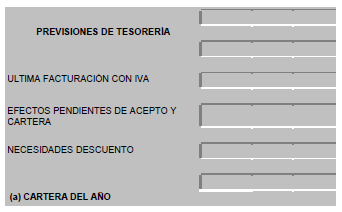 PREVISIONES DE TESORERÍA
ULTIMA FACTURACIÓN CON IVA
EFECTOS PENDIENTES DE ACEPTO Y
CARTERA
NECESIDADES DESCUENTO
(a) CARTERA DEL AÑO